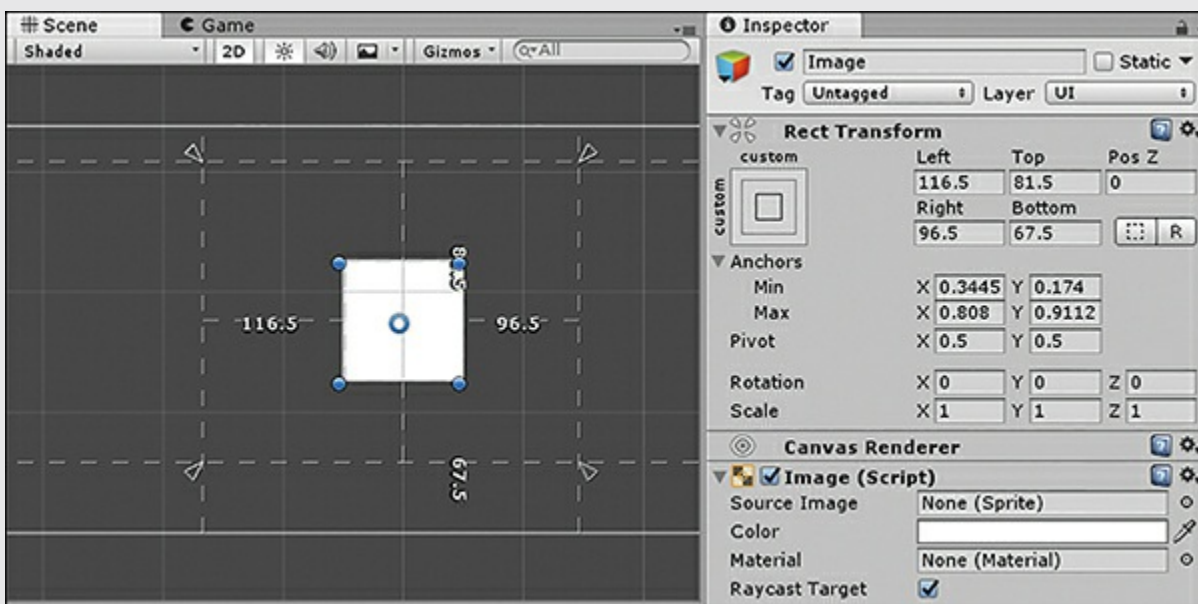 Scene
Game
Shaded
2D
Gizmos
All
116.5
96.5
67.5
Inspector
Image
Static
Tag Untagged Layer UI
Rect Transform
custom
custom
Left Top Pos Z
116.5 81.5 0
Right Bottom
96.5 67.5 R
Anchors
Min X 0.3445 Y 0.174
Max X 0.808 Y 0.9112
Pivot X 0.5 Y 0.5
Rotation X 0 Y 0 Z 0
Scale X 1 Y 1 Z 1
Canvas Renderer
Image (Script)
Source Image None (Sprite)
Color
Material None (Material)
Raycast Target